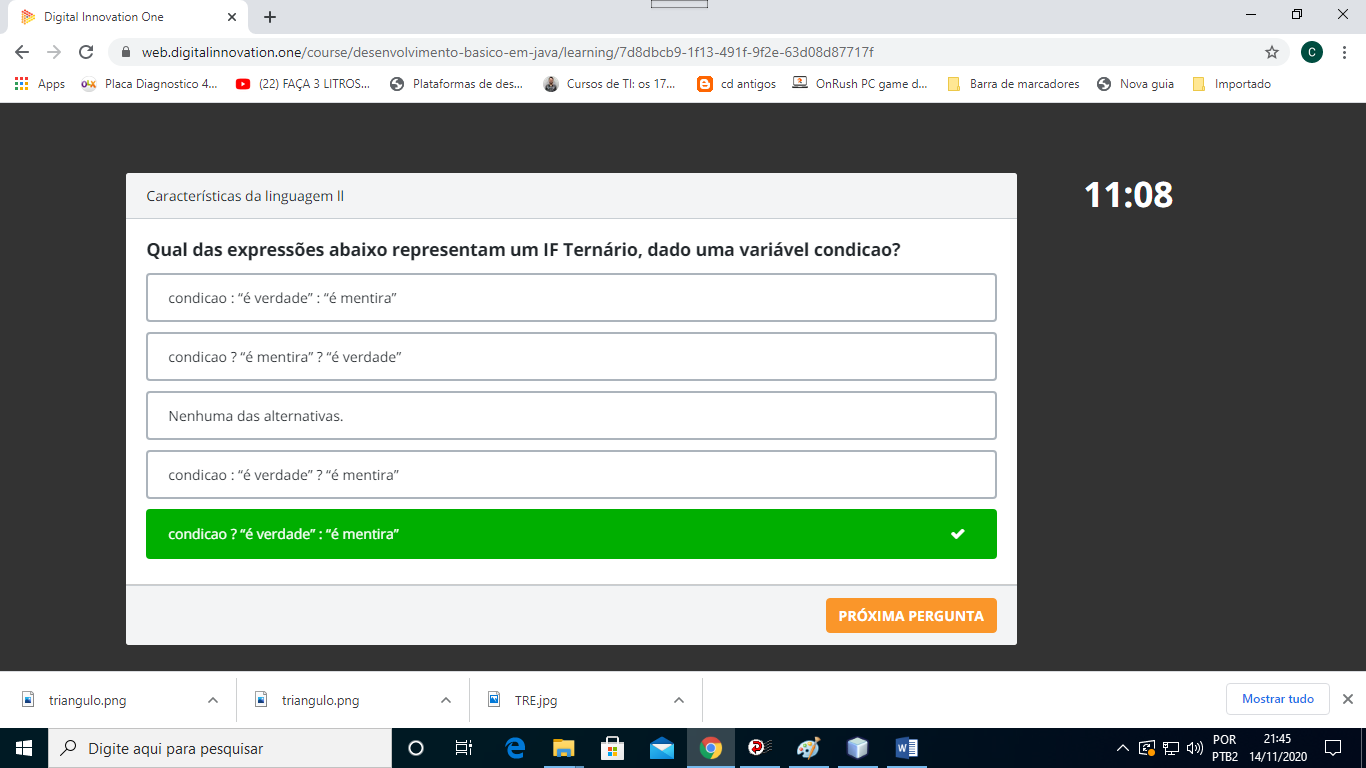 Digital Innovation One
web.digitalinnovation.one/course/desenvolvimento-basico-em-java/learning/7d8dbcb9-1f13-491f-9f2e-63d08d87717f
C
Apps Placa Diagnostico 4... (22) FAÇA 3 LITROS... Plataformas de des... Cursos de TI: os 17... cd antigos OnRush PC game d... Barra de marcadores Nova guia Importado
Características da linguagem II
11:08
Qual das expressões abaixo representam um IF Ternário, dado uma variável condicao?
condicao : “é verdade” : “é mentira”
condicao ? “é mentira” ? “é verdade”
Nenhuma das alternativas.
condicao : “é verdade” ? “é mentira”
condicao ? “é verdade” : “é mentira”
PRÓXIMA PERGUNTA
triangulo.png triangulo.png TRE.jpg Mostrar tudo
Digite aqui para pesquisar
POR 21:45
PTB2 14/11/2020